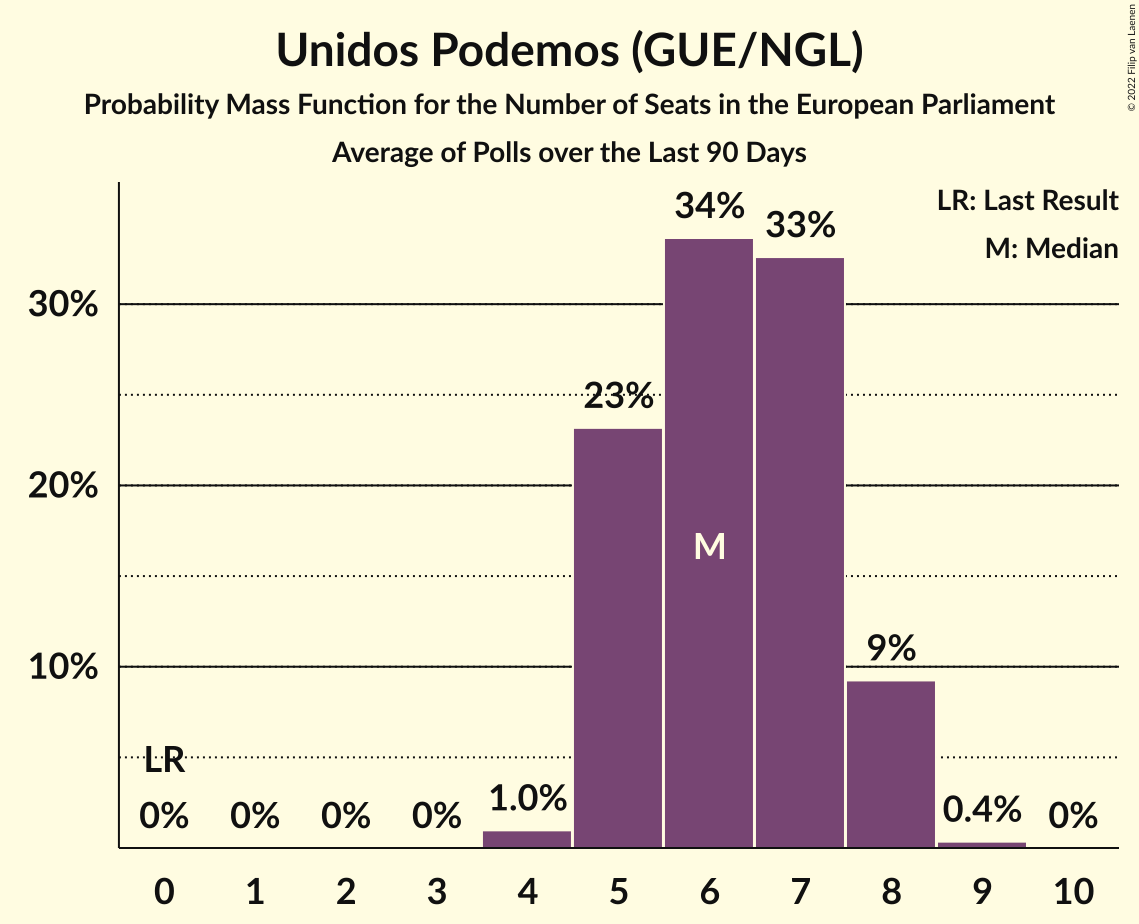 Unidos Podemos (GUE/NGL)
Probability Mass Function for the Number of Seats in the European Parliament
Average of Polls over the Last 90 Days
© 2022 Filip van Laenen
LR: Last Result
M: Median
34%
33%
30%
23%
20%
M
9%
10%
LR
1.0%
0.4%
0% 0% 0% 0% 0%
0 1 2 3 4 5 6 7 8 9 10